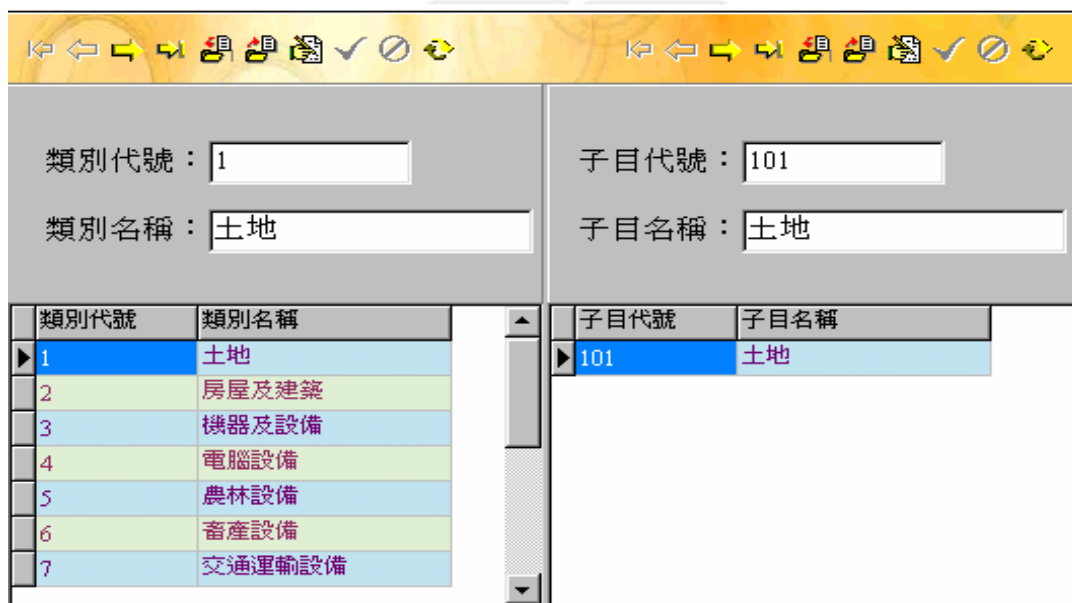 類別代號：1
類別名稱：土地
子目代號：101
子目名稱：土地
類別代號 類別名稱
1 土地
2 房屋及建築
3 機器及設備
4 電腦設備
5 農林設備
6 畜產設備
7 交通運輸設備
子目代號 子目名稱
101 土地